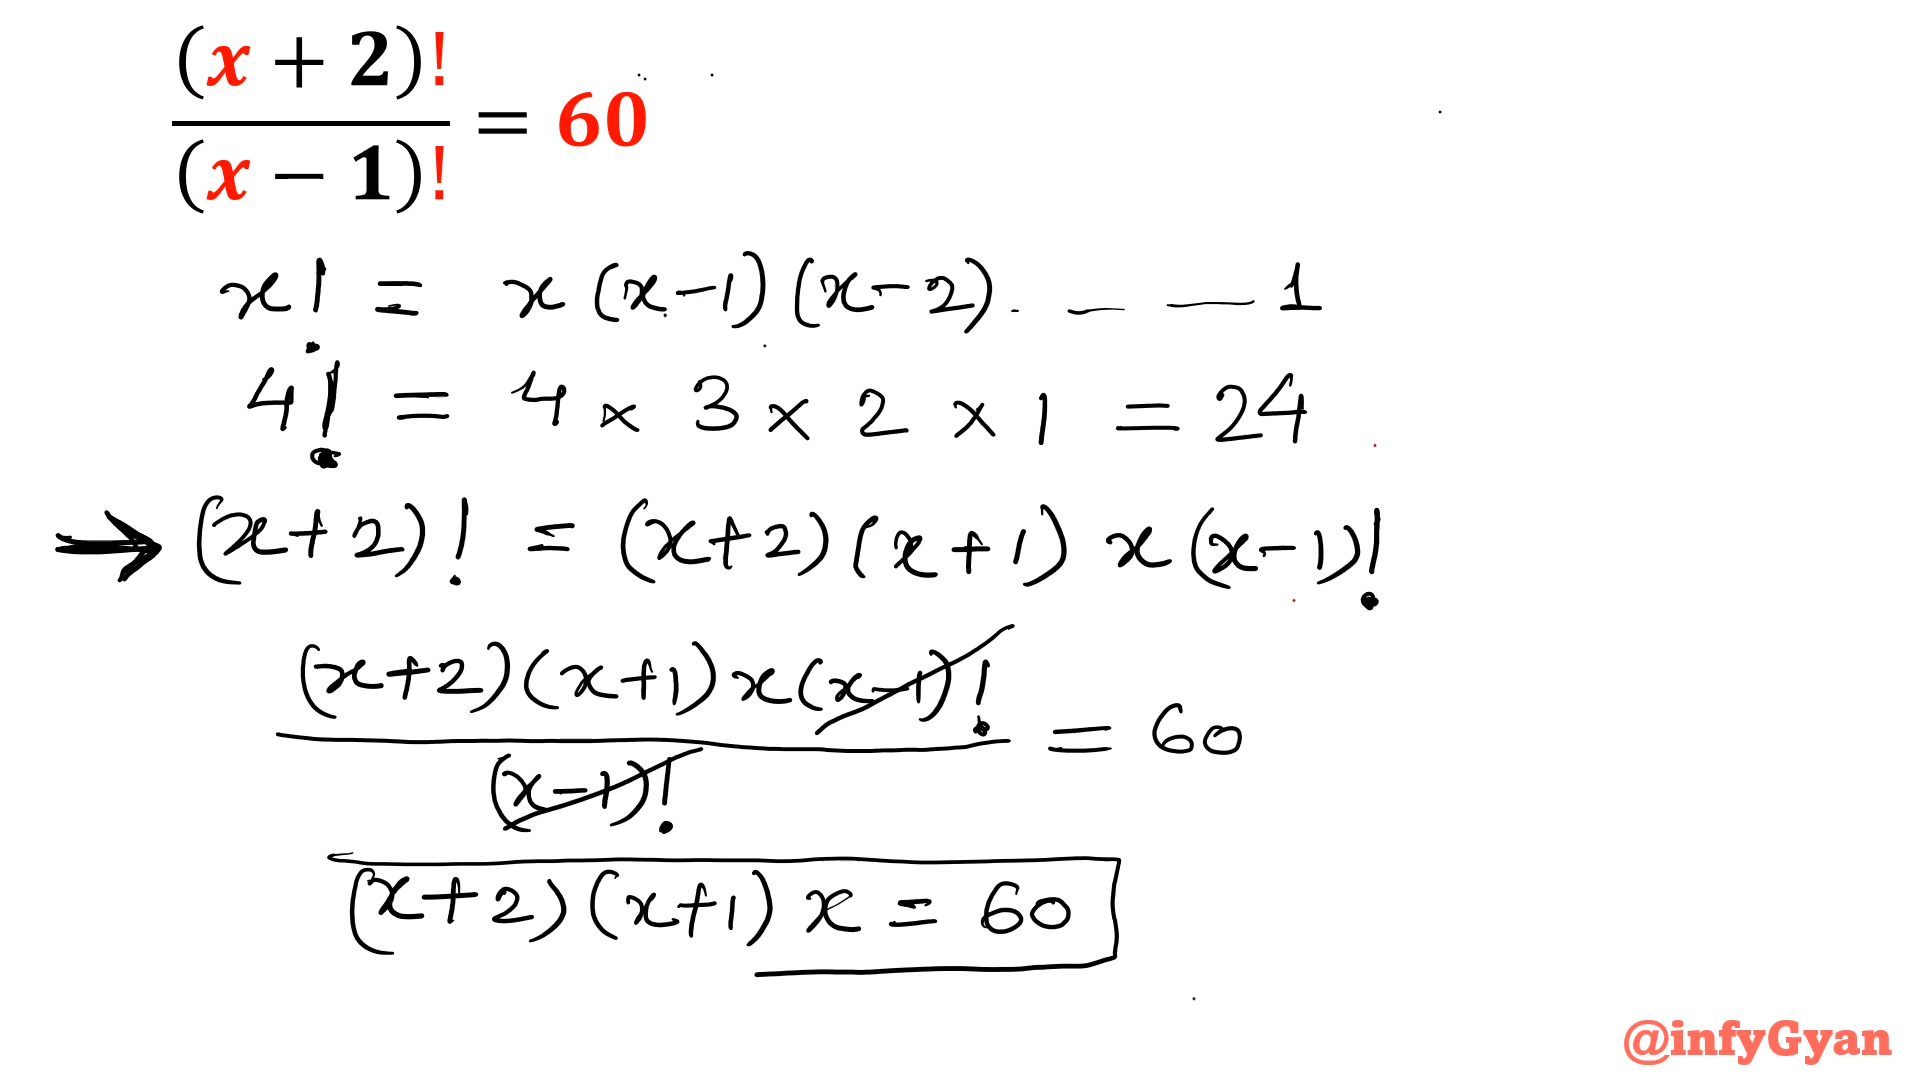 (x + 2)!
/ (x − 1)! = 60
x! = x (x-1) (x-2) - - - 1
4! = 4 × 3 × 2 × 1 = 24
→ (x+2)! = (x+2) (x+1) x (x-1)!
(x+2) (x+1) x (x-1)!
/ (x-1)! = 60
(x+2) (x+1) x = 60
@infyGyan